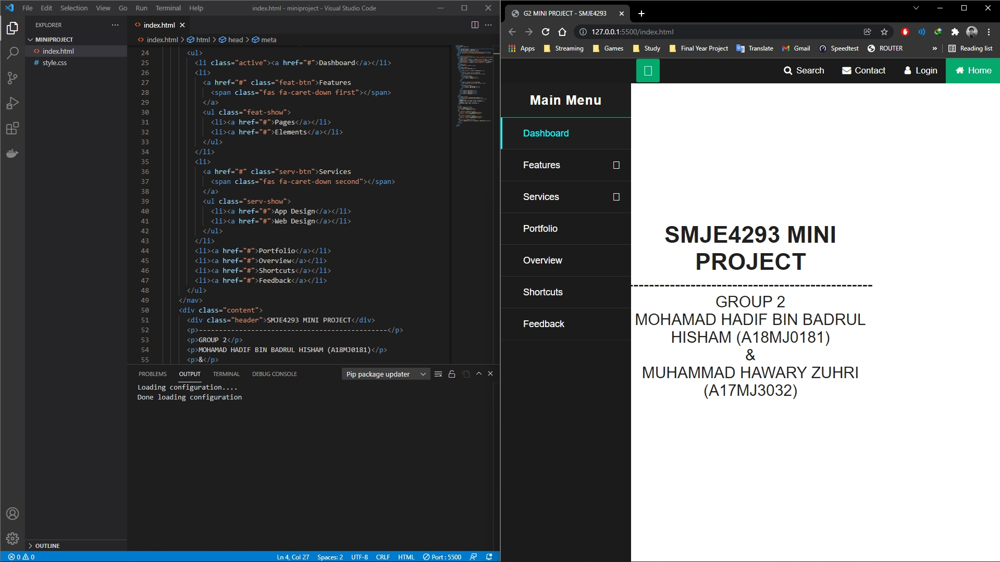 File Edit Selection View Go Run Terminal Help
index.html - miniproject - Visual Studio Code
EXPLORER
MINIPROJECT
index.html
# style.css
OUTLINE
index.html
index.html > html > head > meta
24 <ul>
25 <li class="active"><a href="#">Dashboard</a></li>
26 <li>
27 <a href="#" class="feat-btn">Features
28 <span class="fas fa-caret-down first"></span>
29 </a>
30 <ul class="feat-show">
31 <li><a href="#">Pages</a></li>
32 <li><a href="#">Elements</a></li>
33 </ul>
34 </li>
35 <li>
36 <a href="#" class="serv-btn">Services
37 <span class="fas fa-caret-down second"></span>
38 </a>
39 <ul class="serv-show">
40 <li><a href="#">App Design</a></li>
41 <li><a href="#">Web Design</a></li>
42 </ul>
43 </li>
44 <li><a href="#">Portfolio</a></li>
45 <li><a href="#">Overview</a></li>
46 <li><a href="#">Shortcuts</a></li>
47 <li><a href="#">Feedback</a></li>
48 </ul>
49 </nav>
50 <div class="content">
51 <div class="header">SMJE4293 MINI PROJECT</div>
52 <p>-----------------------------------------------</p>
53 <p>GROUP 2</p>
54 <p>MOHAMAD HADIF BIN BADRUL HISHAM (A18MJ0181)</p>
55 <p>&</p>
PROBLEMS OUTPUT TERMINAL DEBUG CONSOLE Pip package updater
Loading configuration....
Done loading configuration
0 0 Ln 4, Col 27 Spaces: 2 UTF-8 CRLF HTML Port : 5500
G2 MINI PROJECT - SMJE4293
127.0.0.1:5500/index.html
Apps Streaming Games Study Final Year Project Translate Gmail Speedtest ROUTER » Reading list
Search Contact Login Home
Main Menu
Dashboard
Features
Services
Portfolio
Overview
Shortcuts
Feedback
SMJE4293 MINI
PROJECT
-----------------------------------------------
GROUP 2
MOHAMAD HADIF BIN BADRUL
HISHAM (A18MJ0181)
&
MUHAMMAD HAWARY ZUHRI
(A17MJ3032)